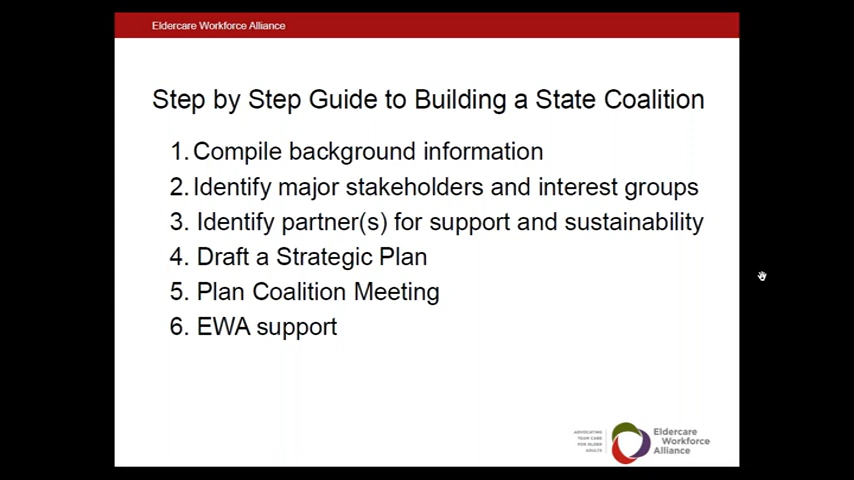 Eldercare Workforce Alliance
Step by Step Guide to Building a State Coalition
1. Compile background information
2. Identify major stakeholders and interest groups
3. Identify partner(s) for support and sustainability
4. Draft a Strategic Plan
5. Plan Coalition Meeting
6. EWA support
ADVOCATING
TEAM CARE
FOR OLDER
ADULTS
Eldercare
Workforce
Alliance